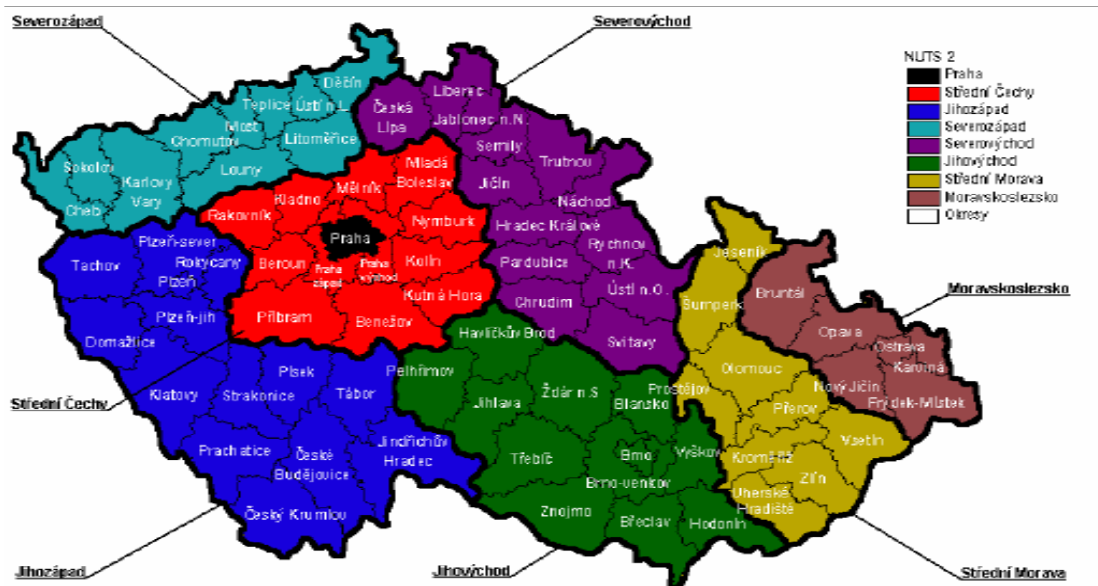 Severozápad
Severovýchod
NUTS 2
Praha
Střední Čechy
Jihozápad
Severozápad
Severovýchod
Jihovýchod
Střední Morava
Moravskoslezsko
Okresy
Děčín
Teplice
Ústí n.L.
Most
Chomutov
Litoměřice
Louny
Sokolov
Karlovy
Vary
Cheb
Česká
Lípa
Liberec
Jablonec n.N.
Semily
Trutnov
Jičín
Náchod
Hradec Králové
Rychnov
n.K.
Pardubice
Ústí n.O.
Chrudim
Svitavy
Mladá
Boleslav
Mělník
Kladno
Rakovník
Nymburk
Praha
Beroun
Praha
západ
Praha
východ
Kolín
Kutná Hora
Příbram
Benešov
Plzeň-sever
Tachov
Rokycany
Plzeň
Plzeň-jih
Domažlice
Klatovy
Písek
Strakonice
Tábor
Prachatice
České
Budějovice
Jindřichův
Hradec
Český Krumlov
Havlíčkův Brod
Pelhřimov
Jihlava
Žďár n.S
Blansko
Třebíč
Brno
Vyškov
Brno-venkov
Znojmo
Břeclav
Hodonín
Jeseník
Šumperk
Olomouc
Prostějov
Přerov
Kroměříž
Vsetín
Zlín
Uherské
Hradiště
Bruntál
Opava
Ostrava
Karviná
Nový Jičín
Frýdek-Místek
Moravskoslezsko
Střední Čechy
Jihozápad
Jihovýchod
Střední Morava